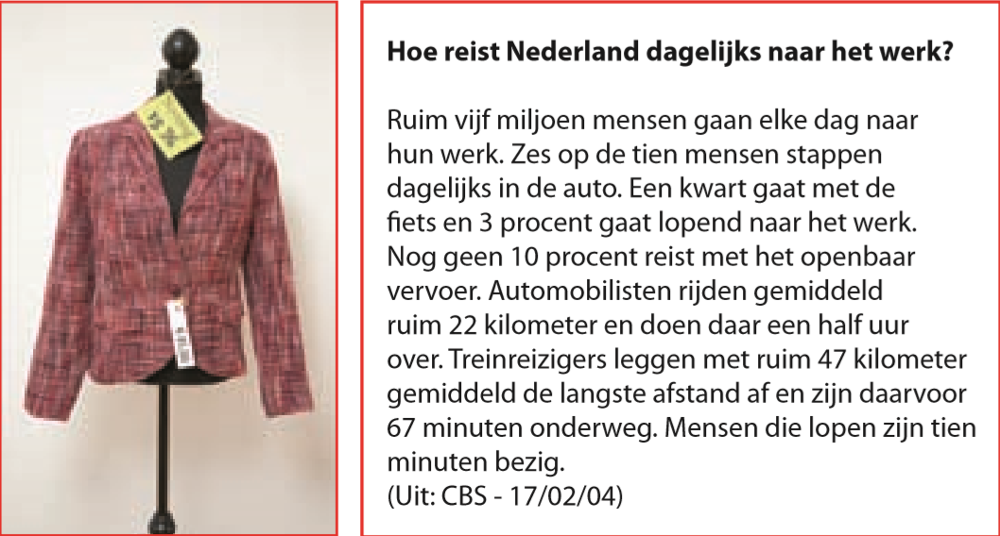 Hoe reist Nederland dagelijks naar het werk?
Ruim vijf miljoen mensen gaan elke dag naar
hun werk. Zes op de tien mensen stappen
dagelijks in de auto. Een kwart gaat met de
fiets en 3 procent gaat lopend naar het werk.
Nog geen 10 procent reist met het openbaar
vervoer. Automobilisten rijden gemiddeld
ruim 22 kilometer en doen daar een half uur
over. Treinreizigers leggen met ruim 47 kilometer
gemiddeld de langste afstand af en zijn daarvoor
67 minuten onderweg. Mensen die lopen zijn tien
minuten bezig.
(Uit: CBS - 17/02/04)